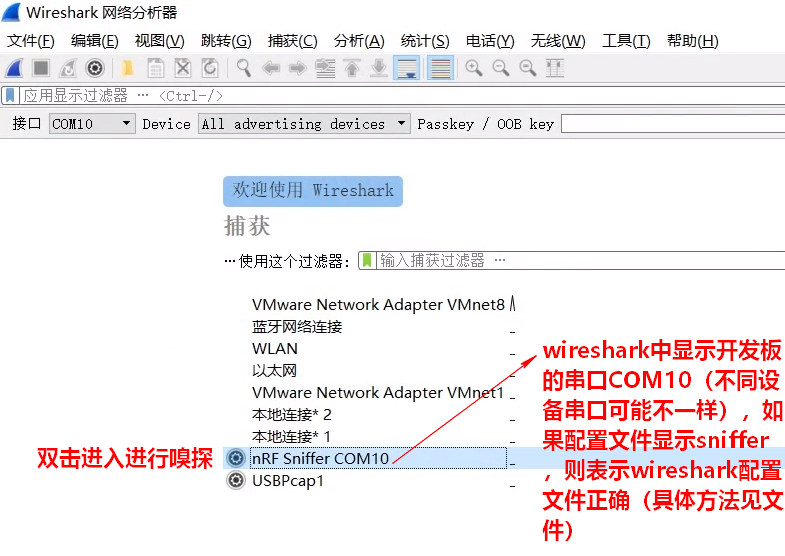 Wireshark 网络分析器
文件(F) 编辑(E) 视图(V) 跳转(G) 捕获(C) 分析(A) 统计(S) 电话(Y) 无线(W) 工具(T) 帮助(H)
应用显示过滤器 … <Ctrl-/>
接口 COM10 Device All advertising devices Passkey / OOB key
欢迎使用 Wireshark
捕获
…使用这个过滤器: 输入捕获过滤器 …
VMware Network Adapter VMnet8
蓝牙网络连接
WLAN
以太网
VMware Network Adapter VMnet1
本地连接* 2
本地连接* 1
nRF Sniffer COM10
USBPcap1
双击进入进行嗅探
wireshark中显示开发板
的串口COM10（不同设
备串口可能不一样），如
果配置文件显示sniffer
，则表示wireshark配置
文件正确（具体方法见文
件）